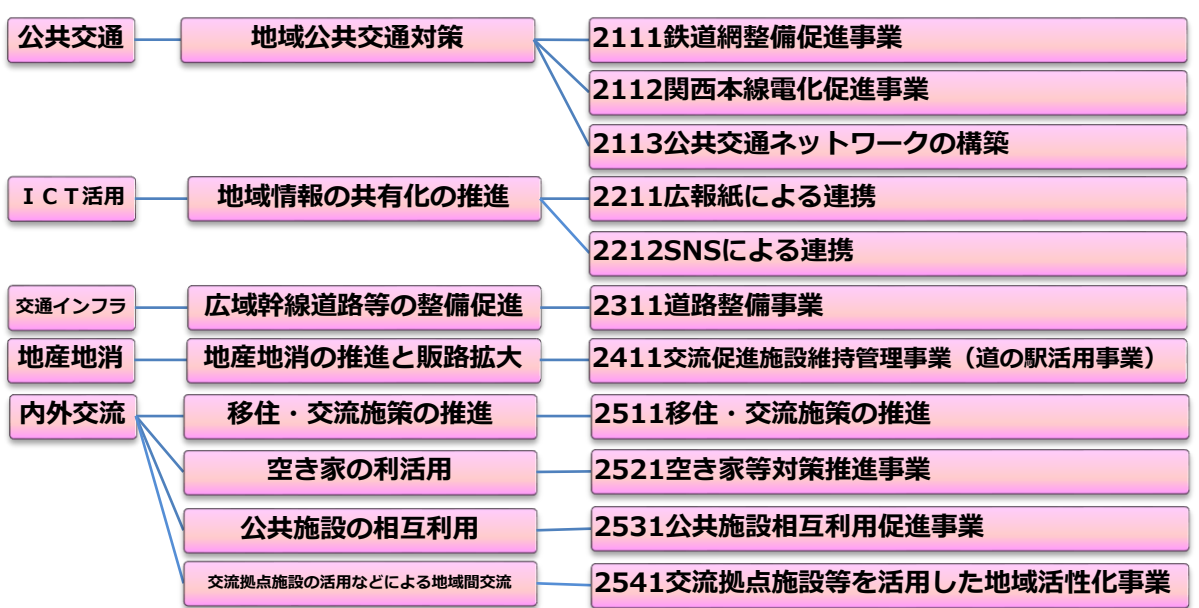 公共交通 地域公共交通対策 2111鉄道網整備促進事業
2112関西本線電化促進事業
2113公共交通ネットワークの構築
ＩＣＴ活用 地域情報の共有化の推進 2211広報紙による連携
2212SNSによる連携
交通インフラ 広域幹線道路等の整備促進 2311道路整備事業
地産地消 地産地消の推進と販路拡大 2411交流促進施設維持管理事業（道の駅活用事業）
内外交流 移住・交流施策の推進 2511移住・交流施策の推進
空き家の利活用 2521空き家等対策推進事業
公共施設の相互利用 2531公共施設相互利用促進事業
交流拠点施設の活用などによる地域間交流 2541交流拠点施設等を活用した地域活性化事業